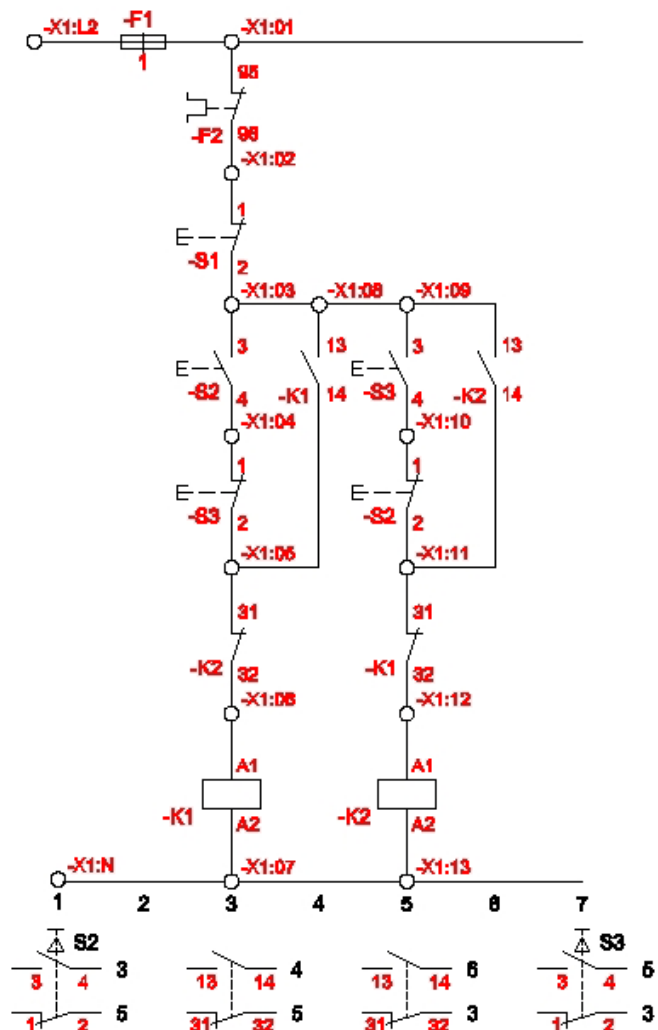 -X1:L2 -F1 -X1:01
1
95
-F2 96
-X1:02
1
-S1 2
-X1:03 -X1:08 -X1:09
3 13 3 13
-S2 4 -K1 14 -S3 4 -K2 14
-X1:04 -X1:10
1 1
-S3 2 -S2 2
-X1:05 -X1:11
31 31
-K2 32 -K1 32
-X1:06 -X1:12
A1 A1
-K1 A2 -K2 A2
-X1:N -X1:07 -X1:13
1 2 3 4 5 6 7
S2 S3
3 4 3 13 14 4 13 14 6 3 4 5
1 2 5 31 32 5 31 32 3 1 2 3